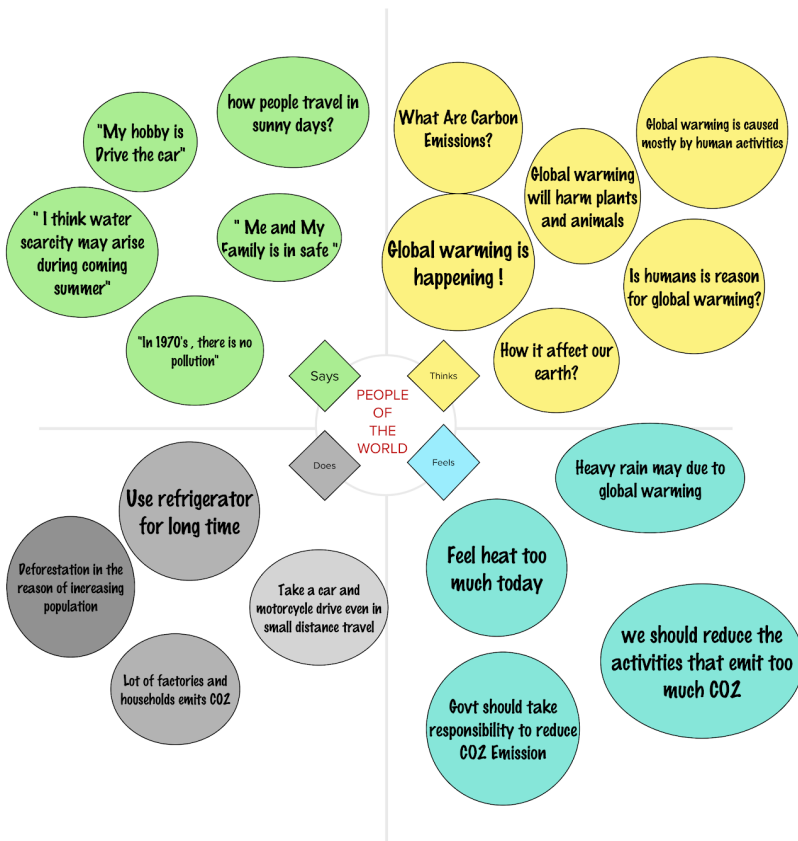 "My hobby is
Drive the car"
how people travel in
sunny days?
" I think water
scarcity may arise
during coming
summer"
" Me and My
Family is in safe "
"In 1970's , there is no
pollution"
Says
What Are Carbon
Emissions?
Global warming is caused
mostly by human activities
Global warming
will harm plants
and animals
Global warming is
happening !
Is humans is reason
for global warming?
How it affect our
earth?
Thinks
PEOPLE
OF
THE
WORLD
Does
Use refrigerator
for long time
Deforestation in the
reason of increasing
population
Take a car and
motorcycle drive even in
small distance travel
Lot of factories and
households emits CO2
Feels
Heavy rain may due to
global warming
Feel heat too
much today
we should reduce the
activities that emit too
much CO2
Govt should take
responsibility to reduce
CO2 Emission